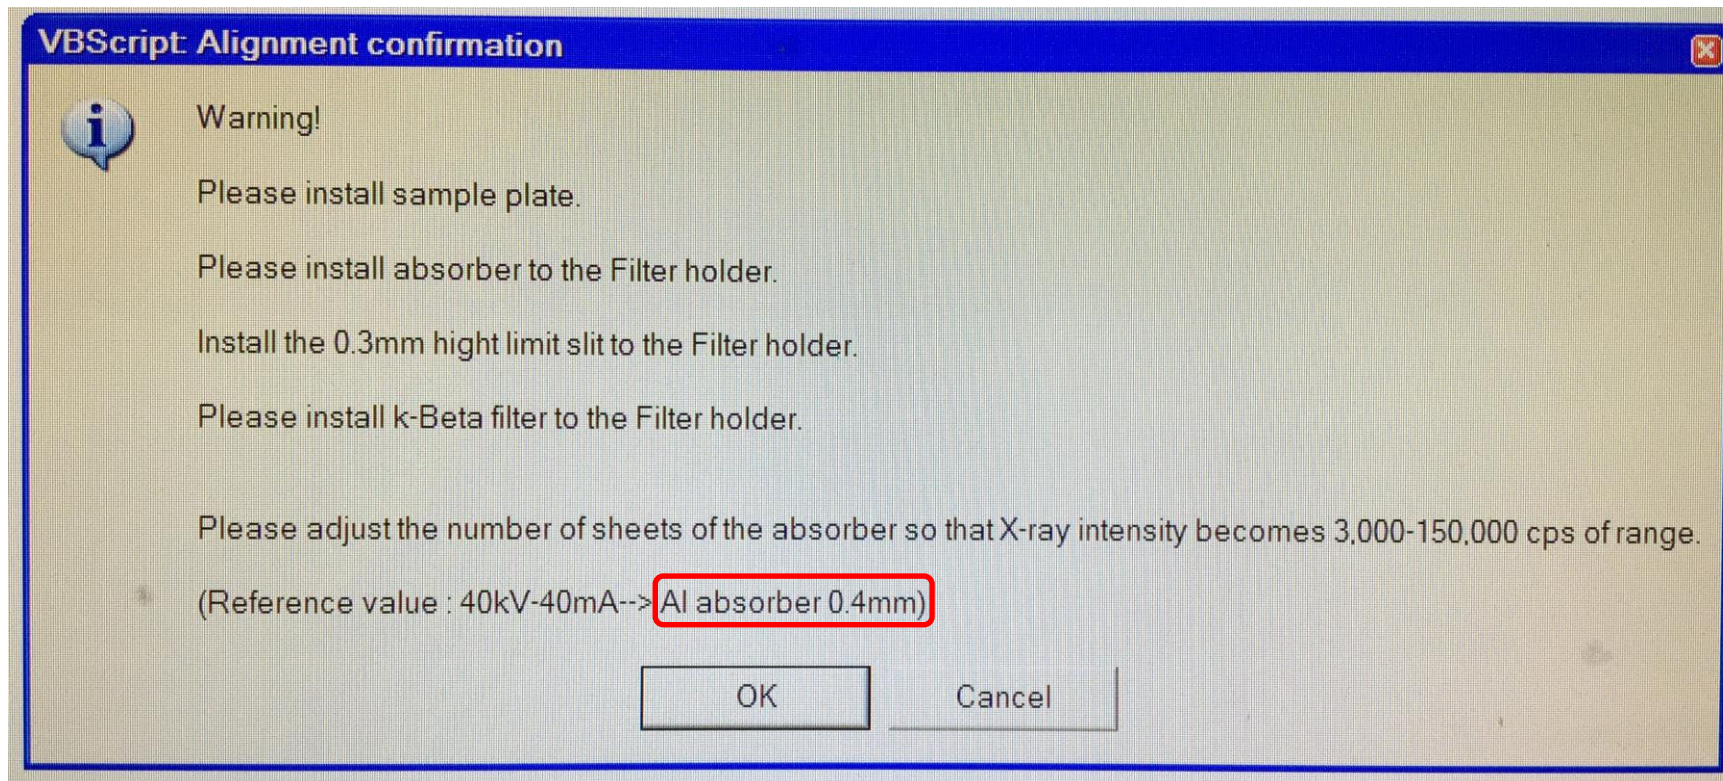 VBScript: Alignment confirmation
Warning!
Please install sample plate.
Please install absorber to the Filter holder.
Install the 0.3mm hight limit slit to the Filter holder.
Please install k-Beta filter to the Filter holder.
Please adjust the number of sheets of the absorber so that X-ray intensity becomes 3,000-150,000 cps of range.
(Reference value : 40kV-40mA--> Al absorber 0.4mm)
OK Cancel